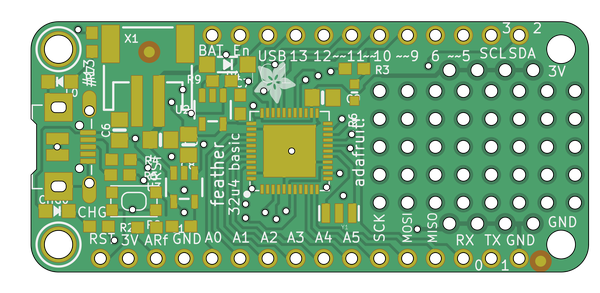 3 2
X1
BAT En
USB 13 12 ~~11~~10 ~~9 6 ~~5 SCL SDA
R3
3V
R9
C6
R6
feather
32u4 basic
adafruit!
CHG
SCK
MOSI
MISO
GND
RST 3V ARf GND A0 A1 A2 A3 A4 A5
RX TX GND
R2
0 1